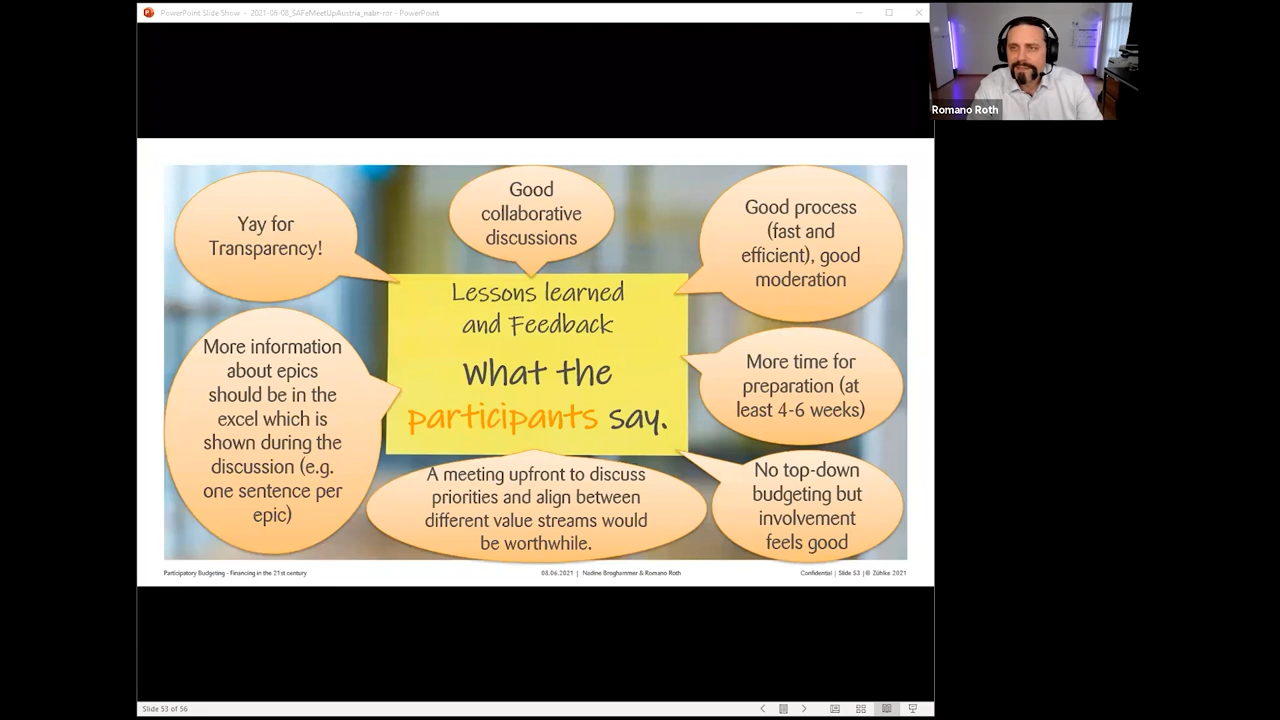 PowerPoint Slide Show - 2021-06-08_SAFeMeetUpAustria_nabr-ror - PowerPoint
Romano Roth
Yay for
Transparency!
Good
collaborative
discussions
Good process
(fast and
efficient), good
moderation
Lessons learned
and Feedback
What the
participants say.
More information
about epics
should be in the
excel which is
shown during the
discussion (e.g.
one sentence per
epic)
More time for
preparation (at
least 4-6 weeks)
A meeting upfront to discuss
priorities and align between
different value streams would
be worthwhile.
No top-down
budgeting but
involvement
feels good
Participatory Budgeting - Financing in the 21st century
08.06.2021 | Nadine Broghammer & Romano Roth
Confidential | Slide 53 | © Zühlke 2021
Slide 53 of 56